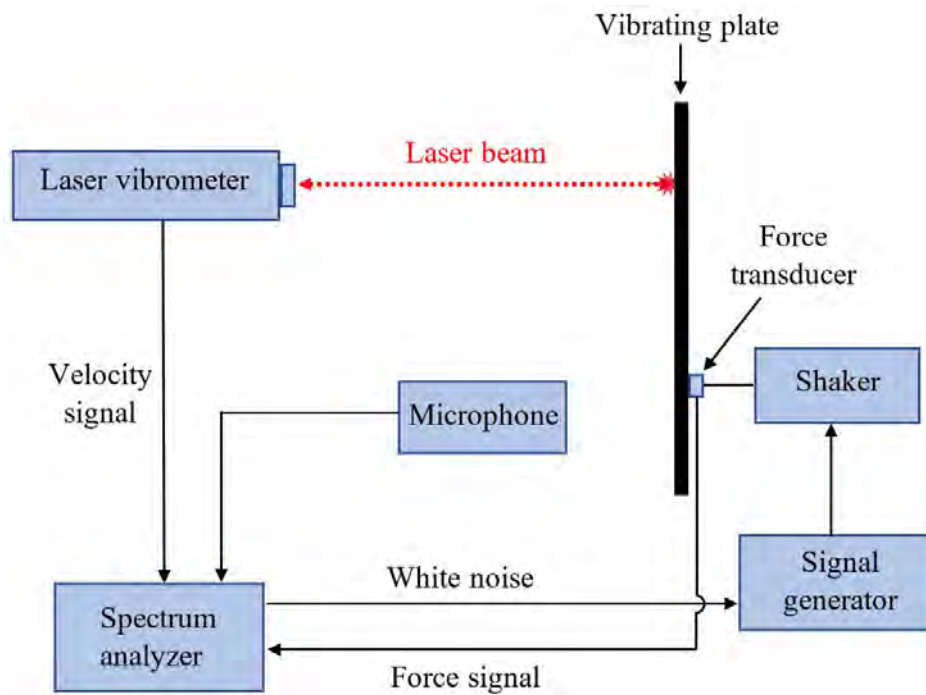 Vibrating plate
Laser vibrometer
Laser beam
Force
transducer
Velocity
signal
Microphone
Shaker
White noise
Signal
generator
Spectrum
analyzer
Force signal